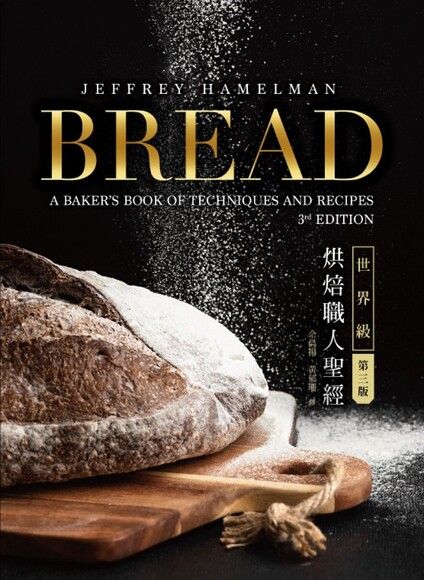 JEFFREY HAMELMAN
BREAD
A BAKER'S BOOK OF TECHNIQUES AND RECIPES
3rd EDITION
世界級
烘焙職人聖經
第三版